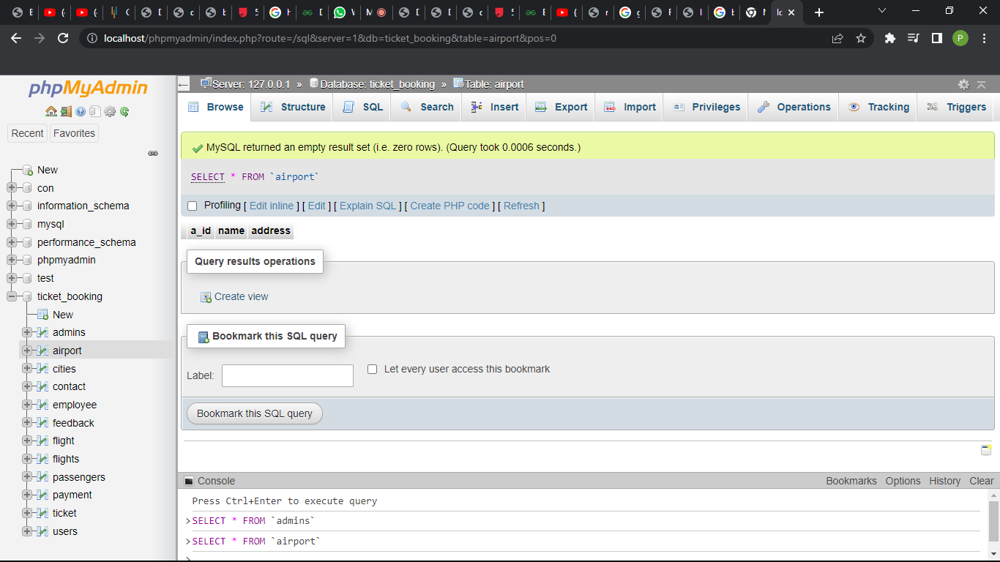 localhost/phpmyadmin/index.php?route=/sql&server=1&db=ticket_booking&table=airport&pos=0
P
phpMyAdmin
Recent Favorites
New
con
information_schema
mysql
performance_schema
phpmyadmin
test
ticket_booking
New
admins
airport
cities
contact
employee
feedback
flight
flights
passengers
payment
ticket
users
Server: 127.0.0.1 » Database: ticket_booking » Table: airport
Browse Structure SQL Search Insert Export Import Privileges Operations Tracking Triggers
MySQL returned an empty result set (i.e. zero rows). (Query took 0.0006 seconds.)
SELECT * FROM `airport`
Profiling [ Edit inline ] [ Edit ] [ Explain SQL ] [ Create PHP code ] [ Refresh ]
a_id name address
Query results operations
Create view
Bookmark this SQL query
Label: Let every user access this bookmark
Bookmark this SQL query
Console Bookmarks Options History Clear
Press Ctrl+Enter to execute query
>SELECT * FROM `admins`
>SELECT * FROM `airport`